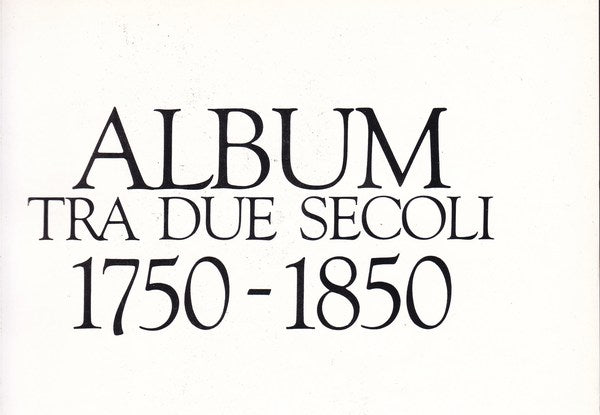 ALBUM
TRA DUE SECOLI
1750-1850